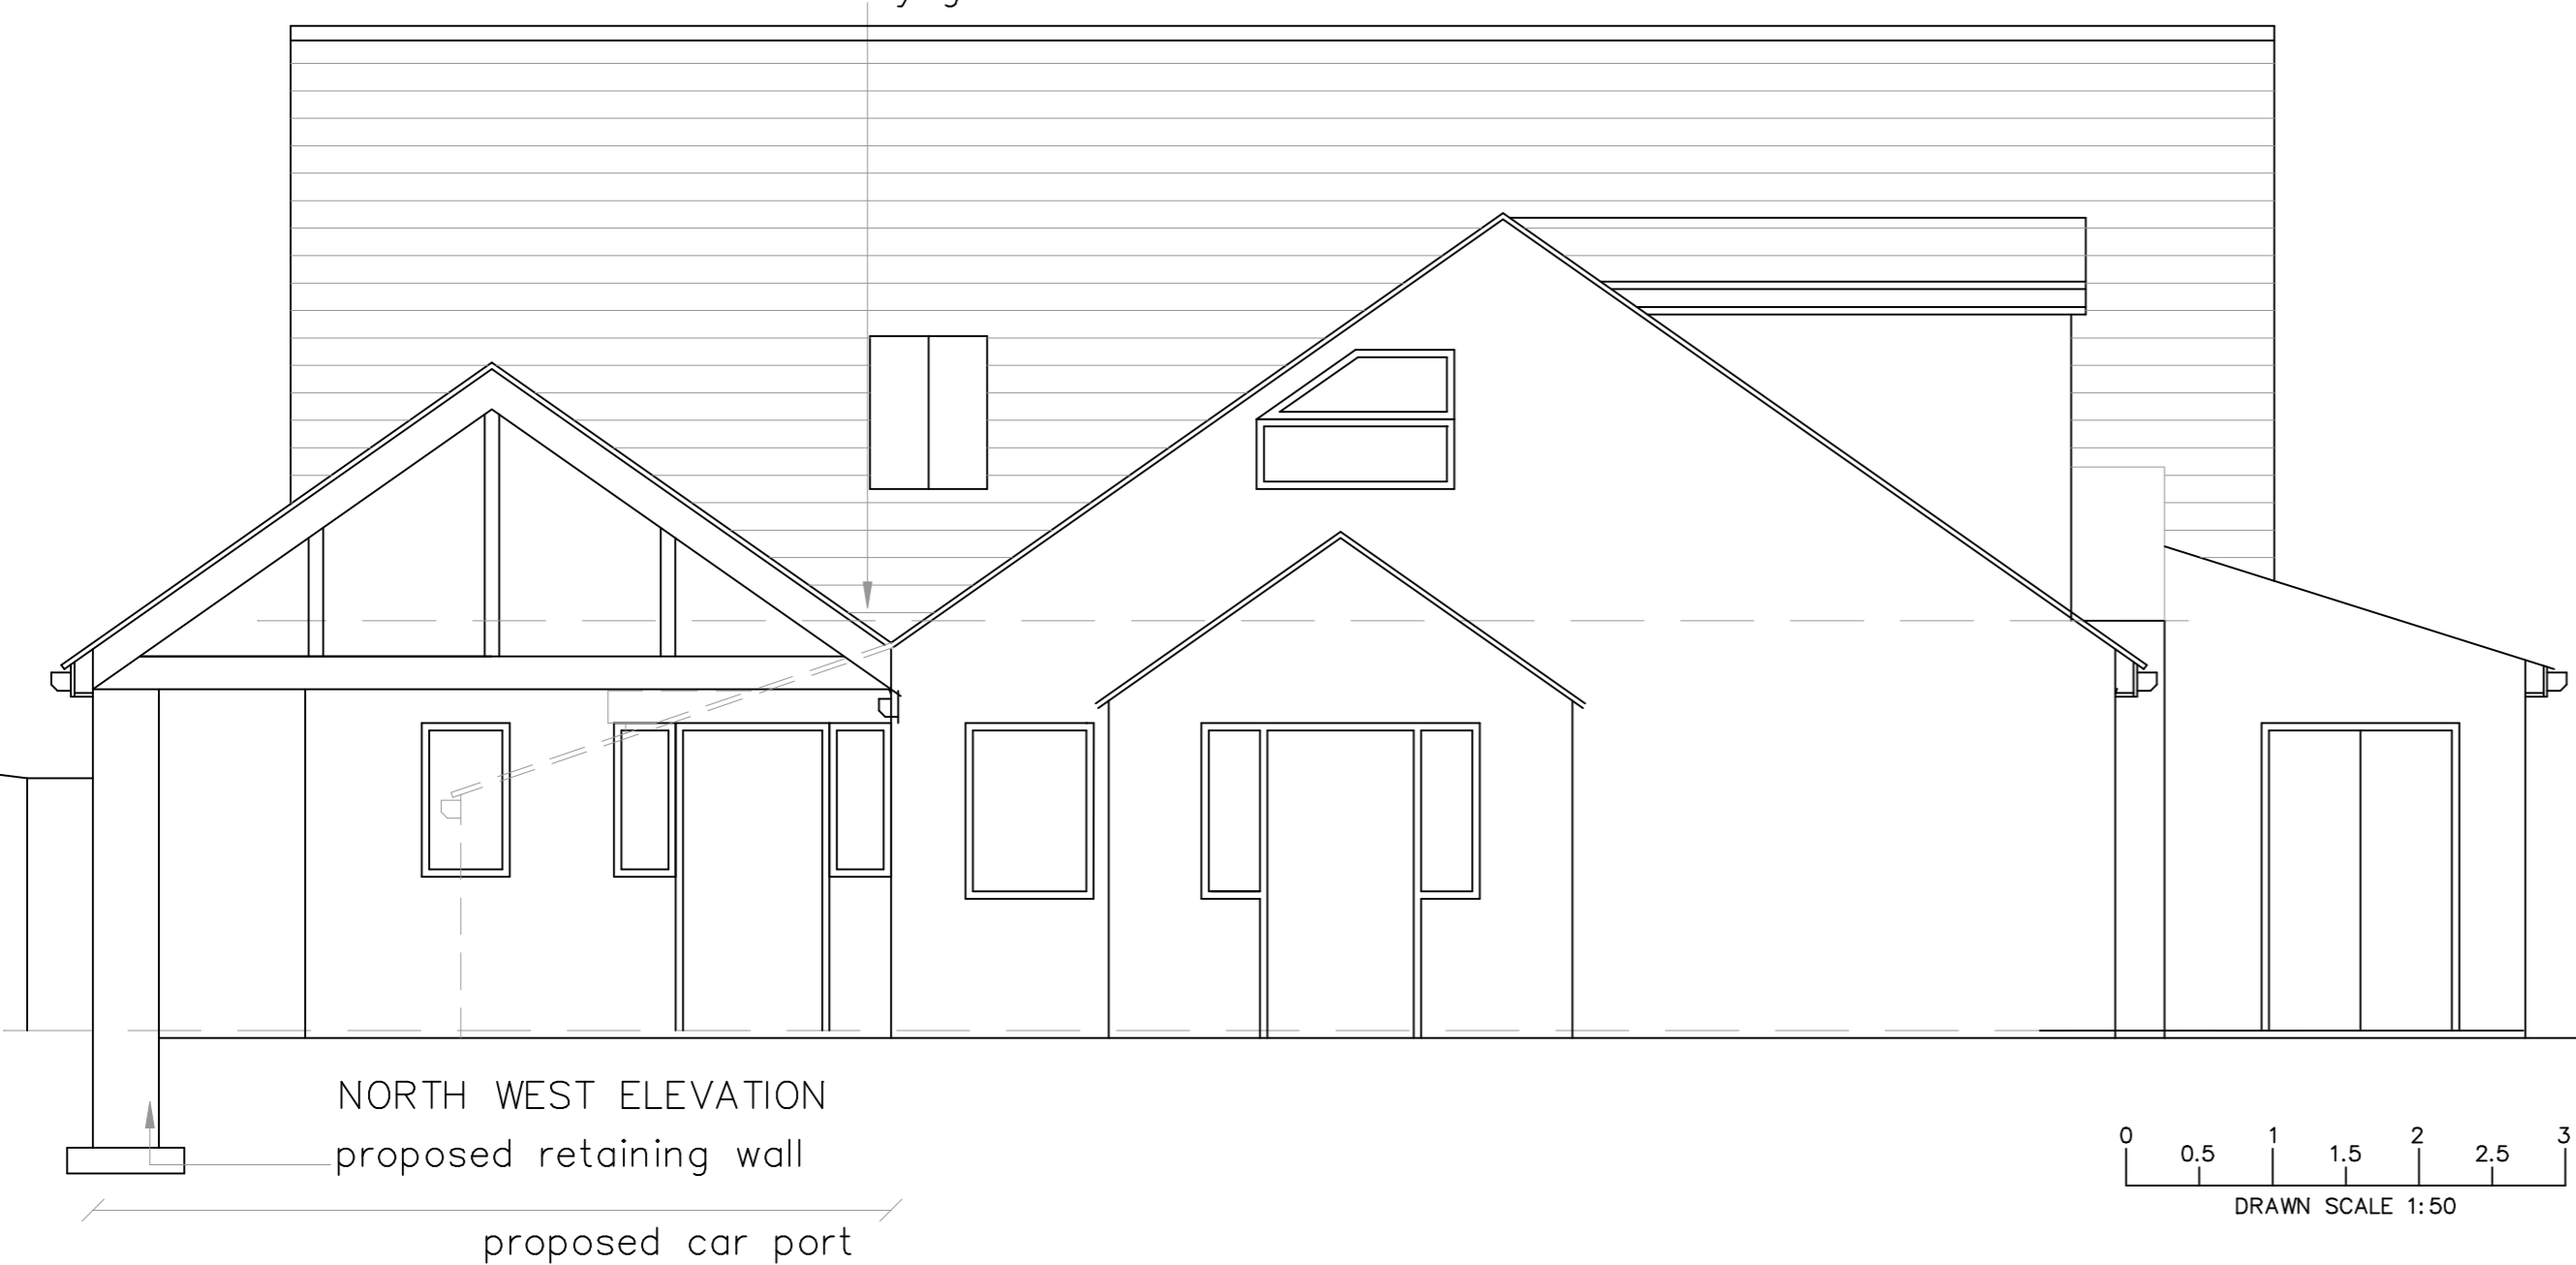 NORTH WEST ELEVATION
proposed retaining wall
proposed car port
0 0.5 1 1.5 2 2.5 3
DRAWN SCALE 1:50